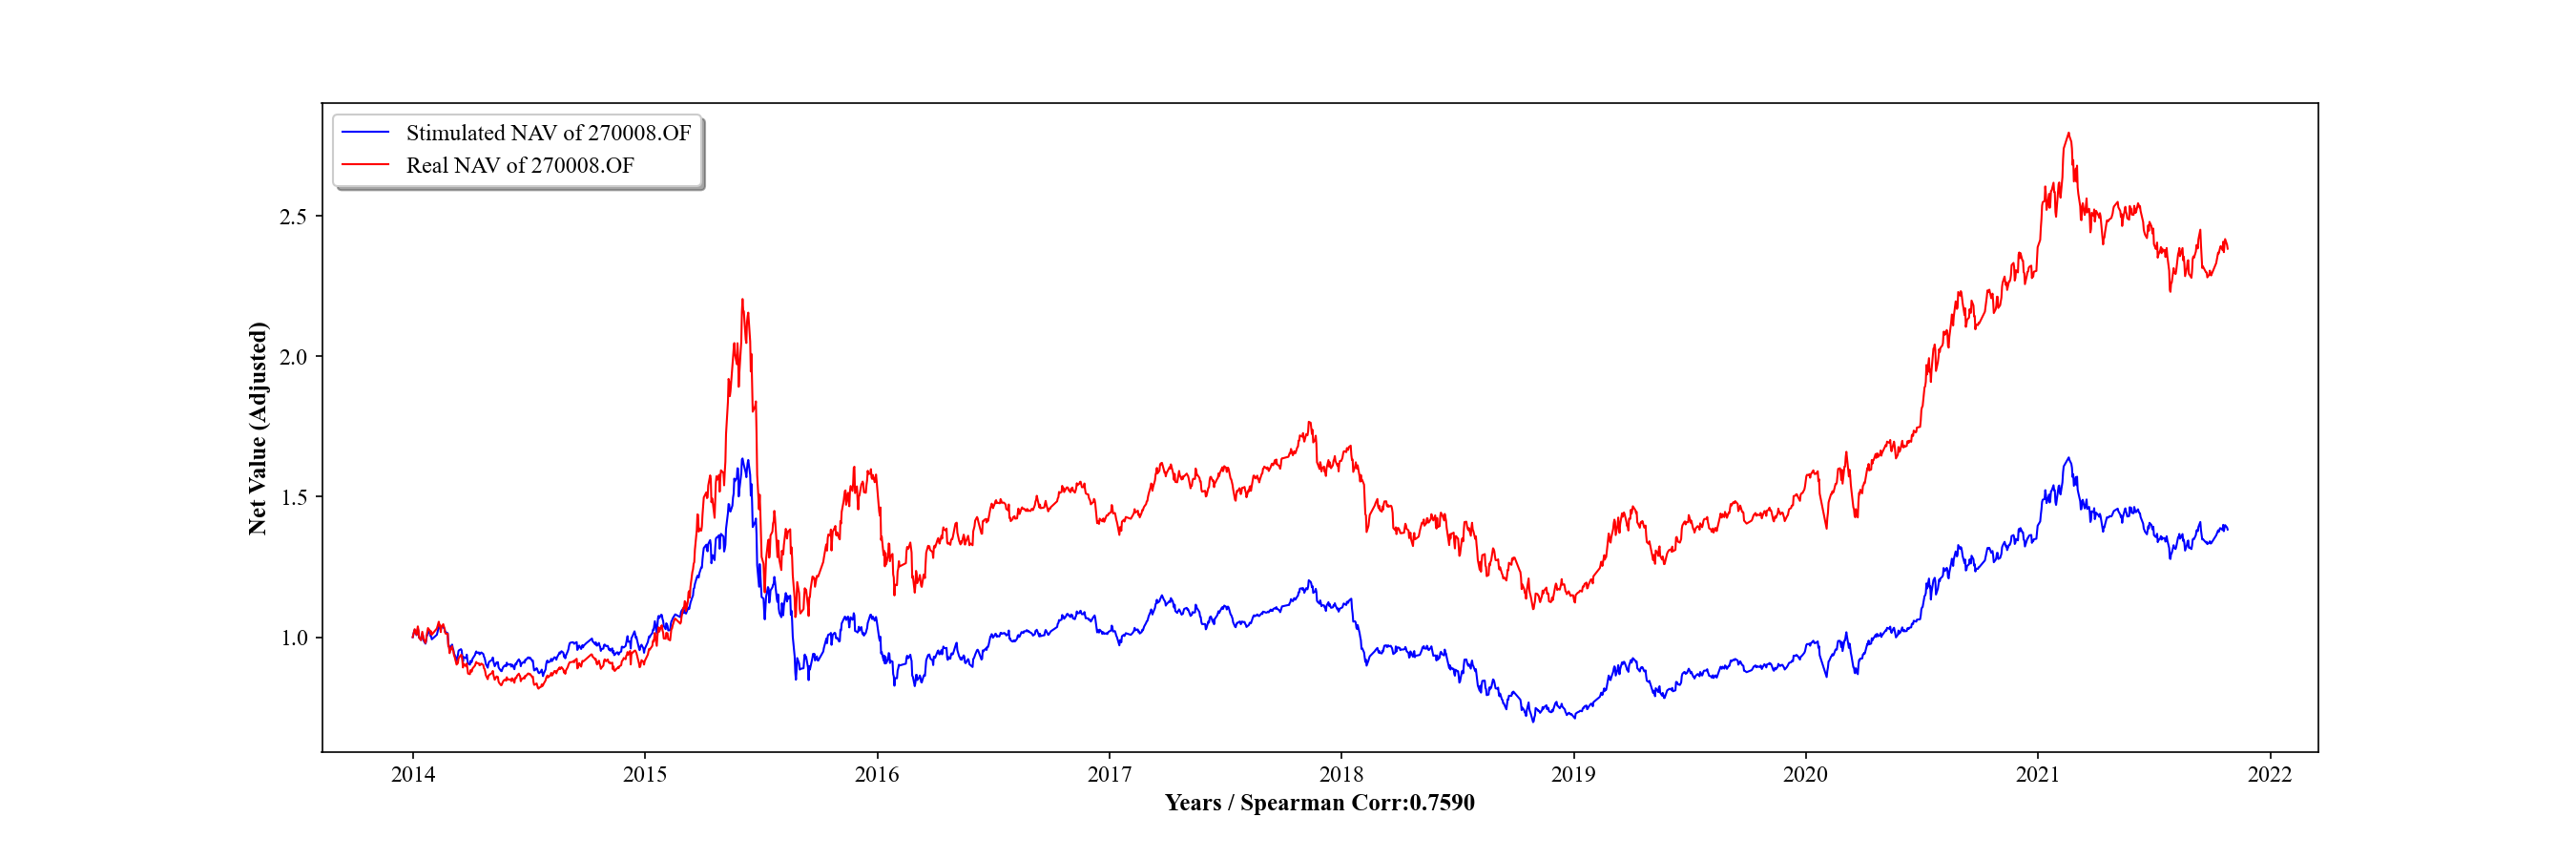 Stimulated NAV of 270008.OF
Real NAV of 270008.OF
Net Value (Adjusted)
2.5
2.0
1.5
1.0
2014 2015 2016 2017 2018 2019 2020 2021 2022
Years / Spearman Corr:0.7590